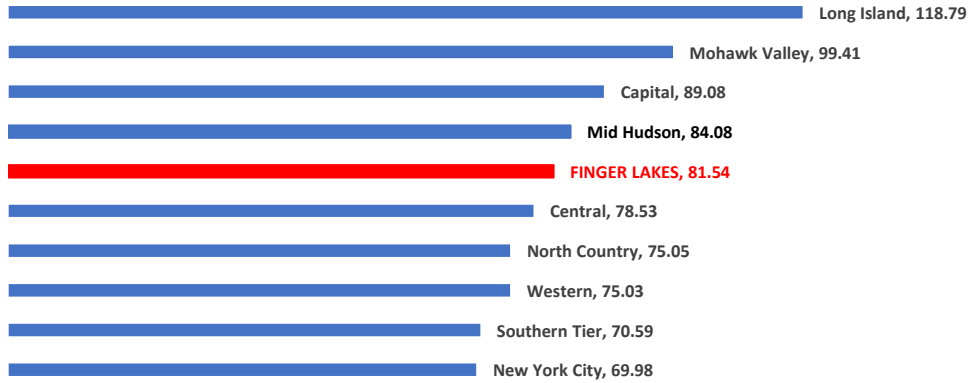 Long Island, 118.79
Mohawk Valley, 99.41
Capital, 89.08
Mid Hudson, 84.08
FINGER LAKES, 81.54
Central, 78.53
North Country, 75.05
Western, 75.03
Southern Tier, 70.59
New York City, 69.98